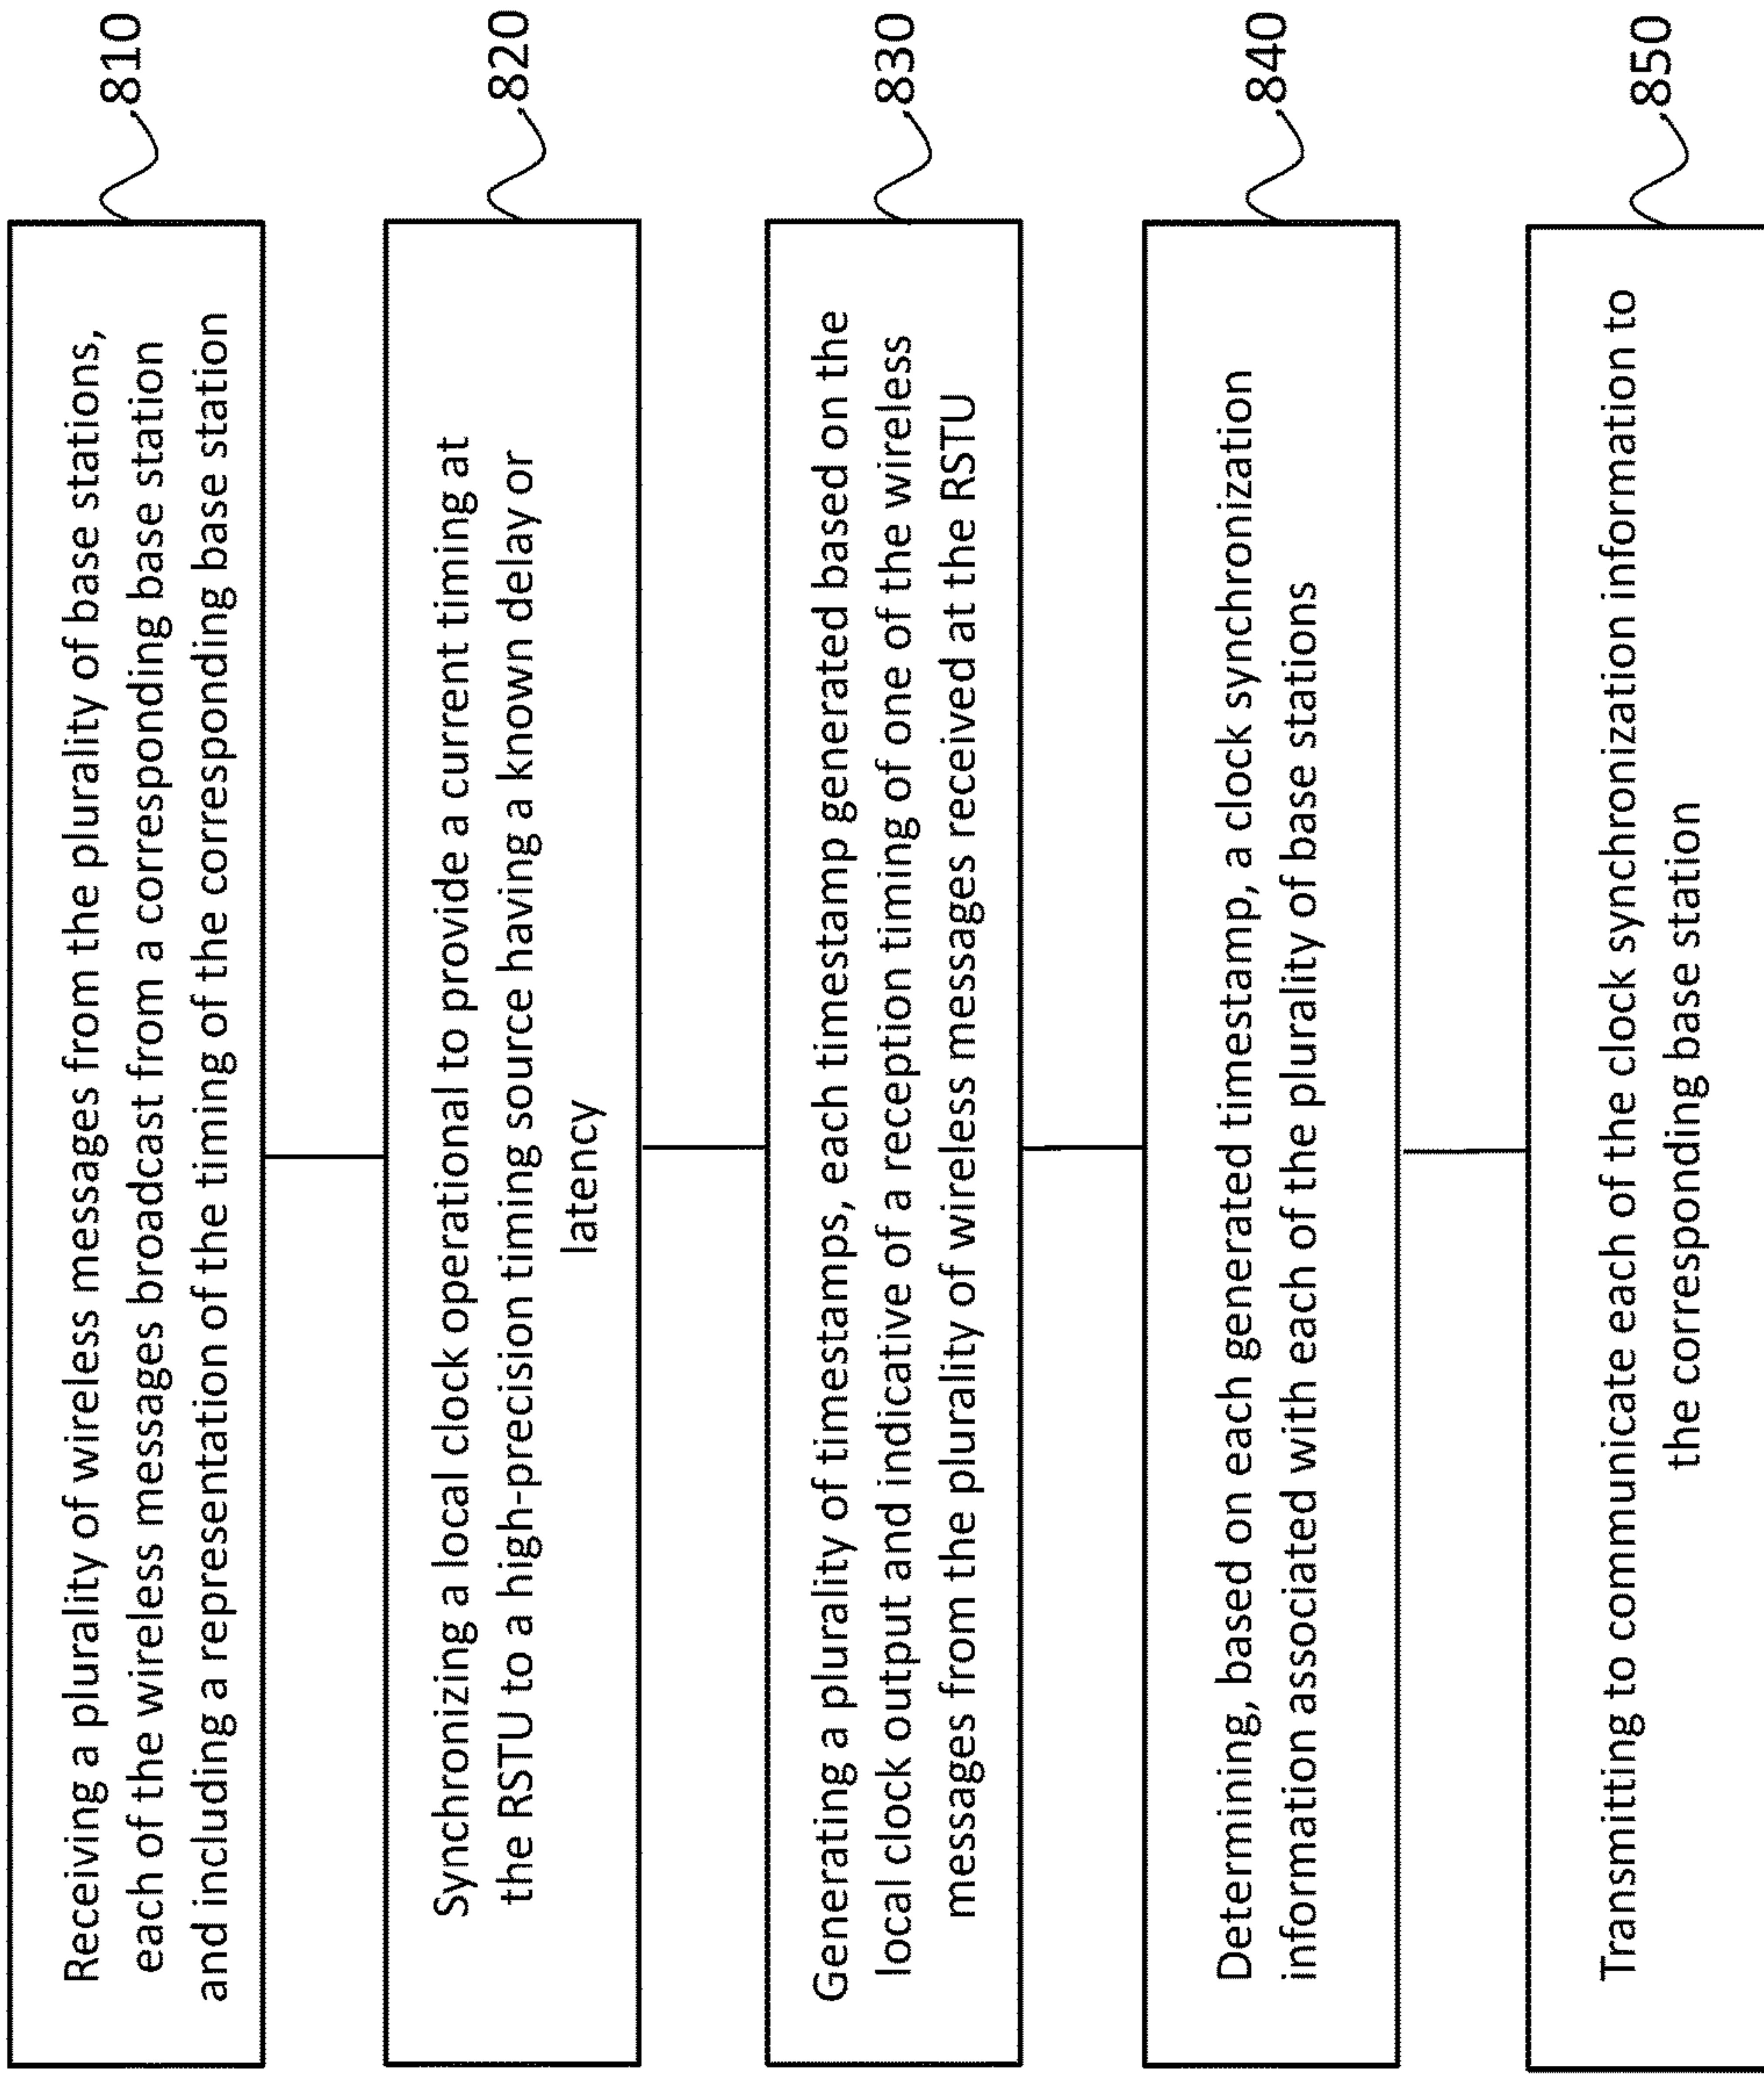 Receiving a plurality of wireless messages from the plurality of base stations,
each of the wireless messages broadcast from a corresponding base station
and including a representation of the timing of the corresponding base station
810
Synchronizing a local clock operational to provide a current timing at
the RSTU to a high-precision timing source having a known delay or
latency
820
Generating a plurality of timestamps, each timestamp generated based on the
local clock output and indicative of a reception timing of one of the wireless
messages from the plurality of wireless messages received at the RSTU
830
Determining, based on each generated timestamp, a clock synchronization
information associated with each of the plurality of base stations
840
Transmitting to communicate each of the clock synchronization information to
the corresponding base station
850